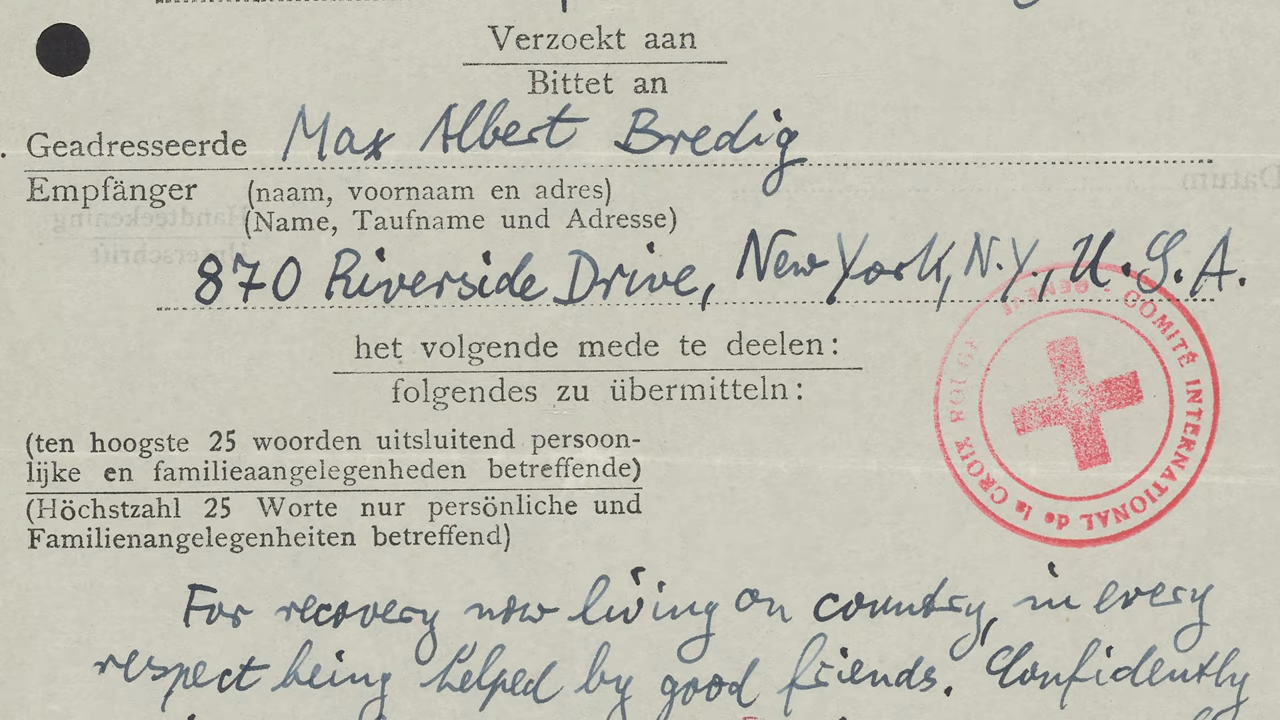 Verzoekt aan
Bittet an
Geadresseerde Max Albert Bredig
Empfänger (naam, voornaam en adres)
(Name, Taufname und Adresse)
870 Riverside Drive, New York, N.Y., U.S.A.
het volgende mede te deelen:
folgendes zu übermitteln:
(ten hoogste 25 woorden uitsluitend persoon-
lijke en familieaangelegenheden betreffende)
(Höchstzahl 25 Worte nur persönliche und
Familienangelegenheiten betreffend)
COMITÉ INTERNATIONAL de la CROIX ROUGE GENÈVE
For recovery now living on country, in every
respect being helped by good friends. Confidently